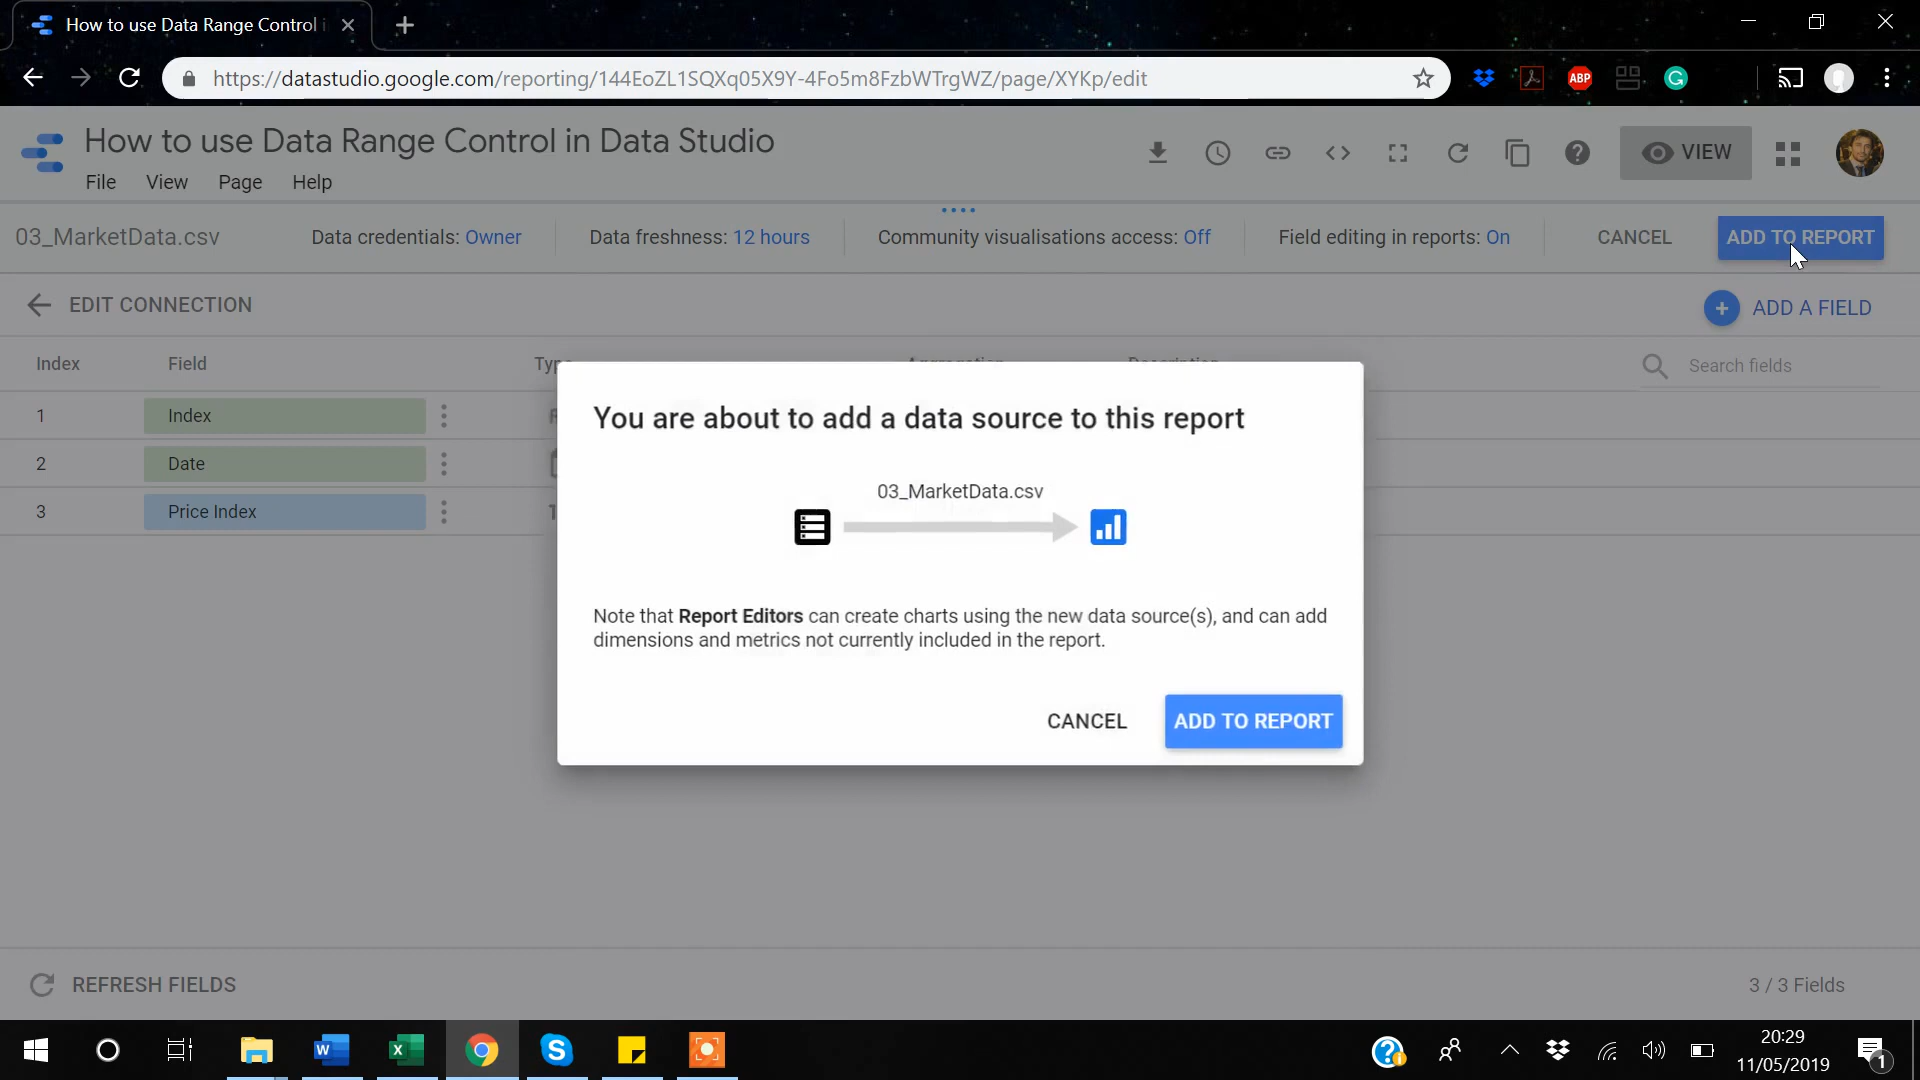 How to use Data Range Control i
https://datastudio.google.com/reporting/144EoZL1SQXq05X9Y-4Fo5m8FzbWTrgWZ/page/XYKp/edit
ABP
How to use Data Range Control in Data Studio
VIEW
File View Page Help
03_MarketData.csv Data credentials: Owner Data freshness: 12 hours Community visualisations access: Off Field editing in reports: On CANCEL ADD TO REPORT
EDIT CONNECTION ADD A FIELD
Index Field Type Aggregation Description Search fields
1 Index
2 Date
3 Price Index
You are about to add a data source to this report
03_MarketData.csv
Note that Report Editors can create charts using the new data source(s), and can add
dimensions and metrics not currently included in the report.
CANCEL ADD TO REPORT
REFRESH FIELDS 3 / 3 Fields
20:29
11/05/2019
1